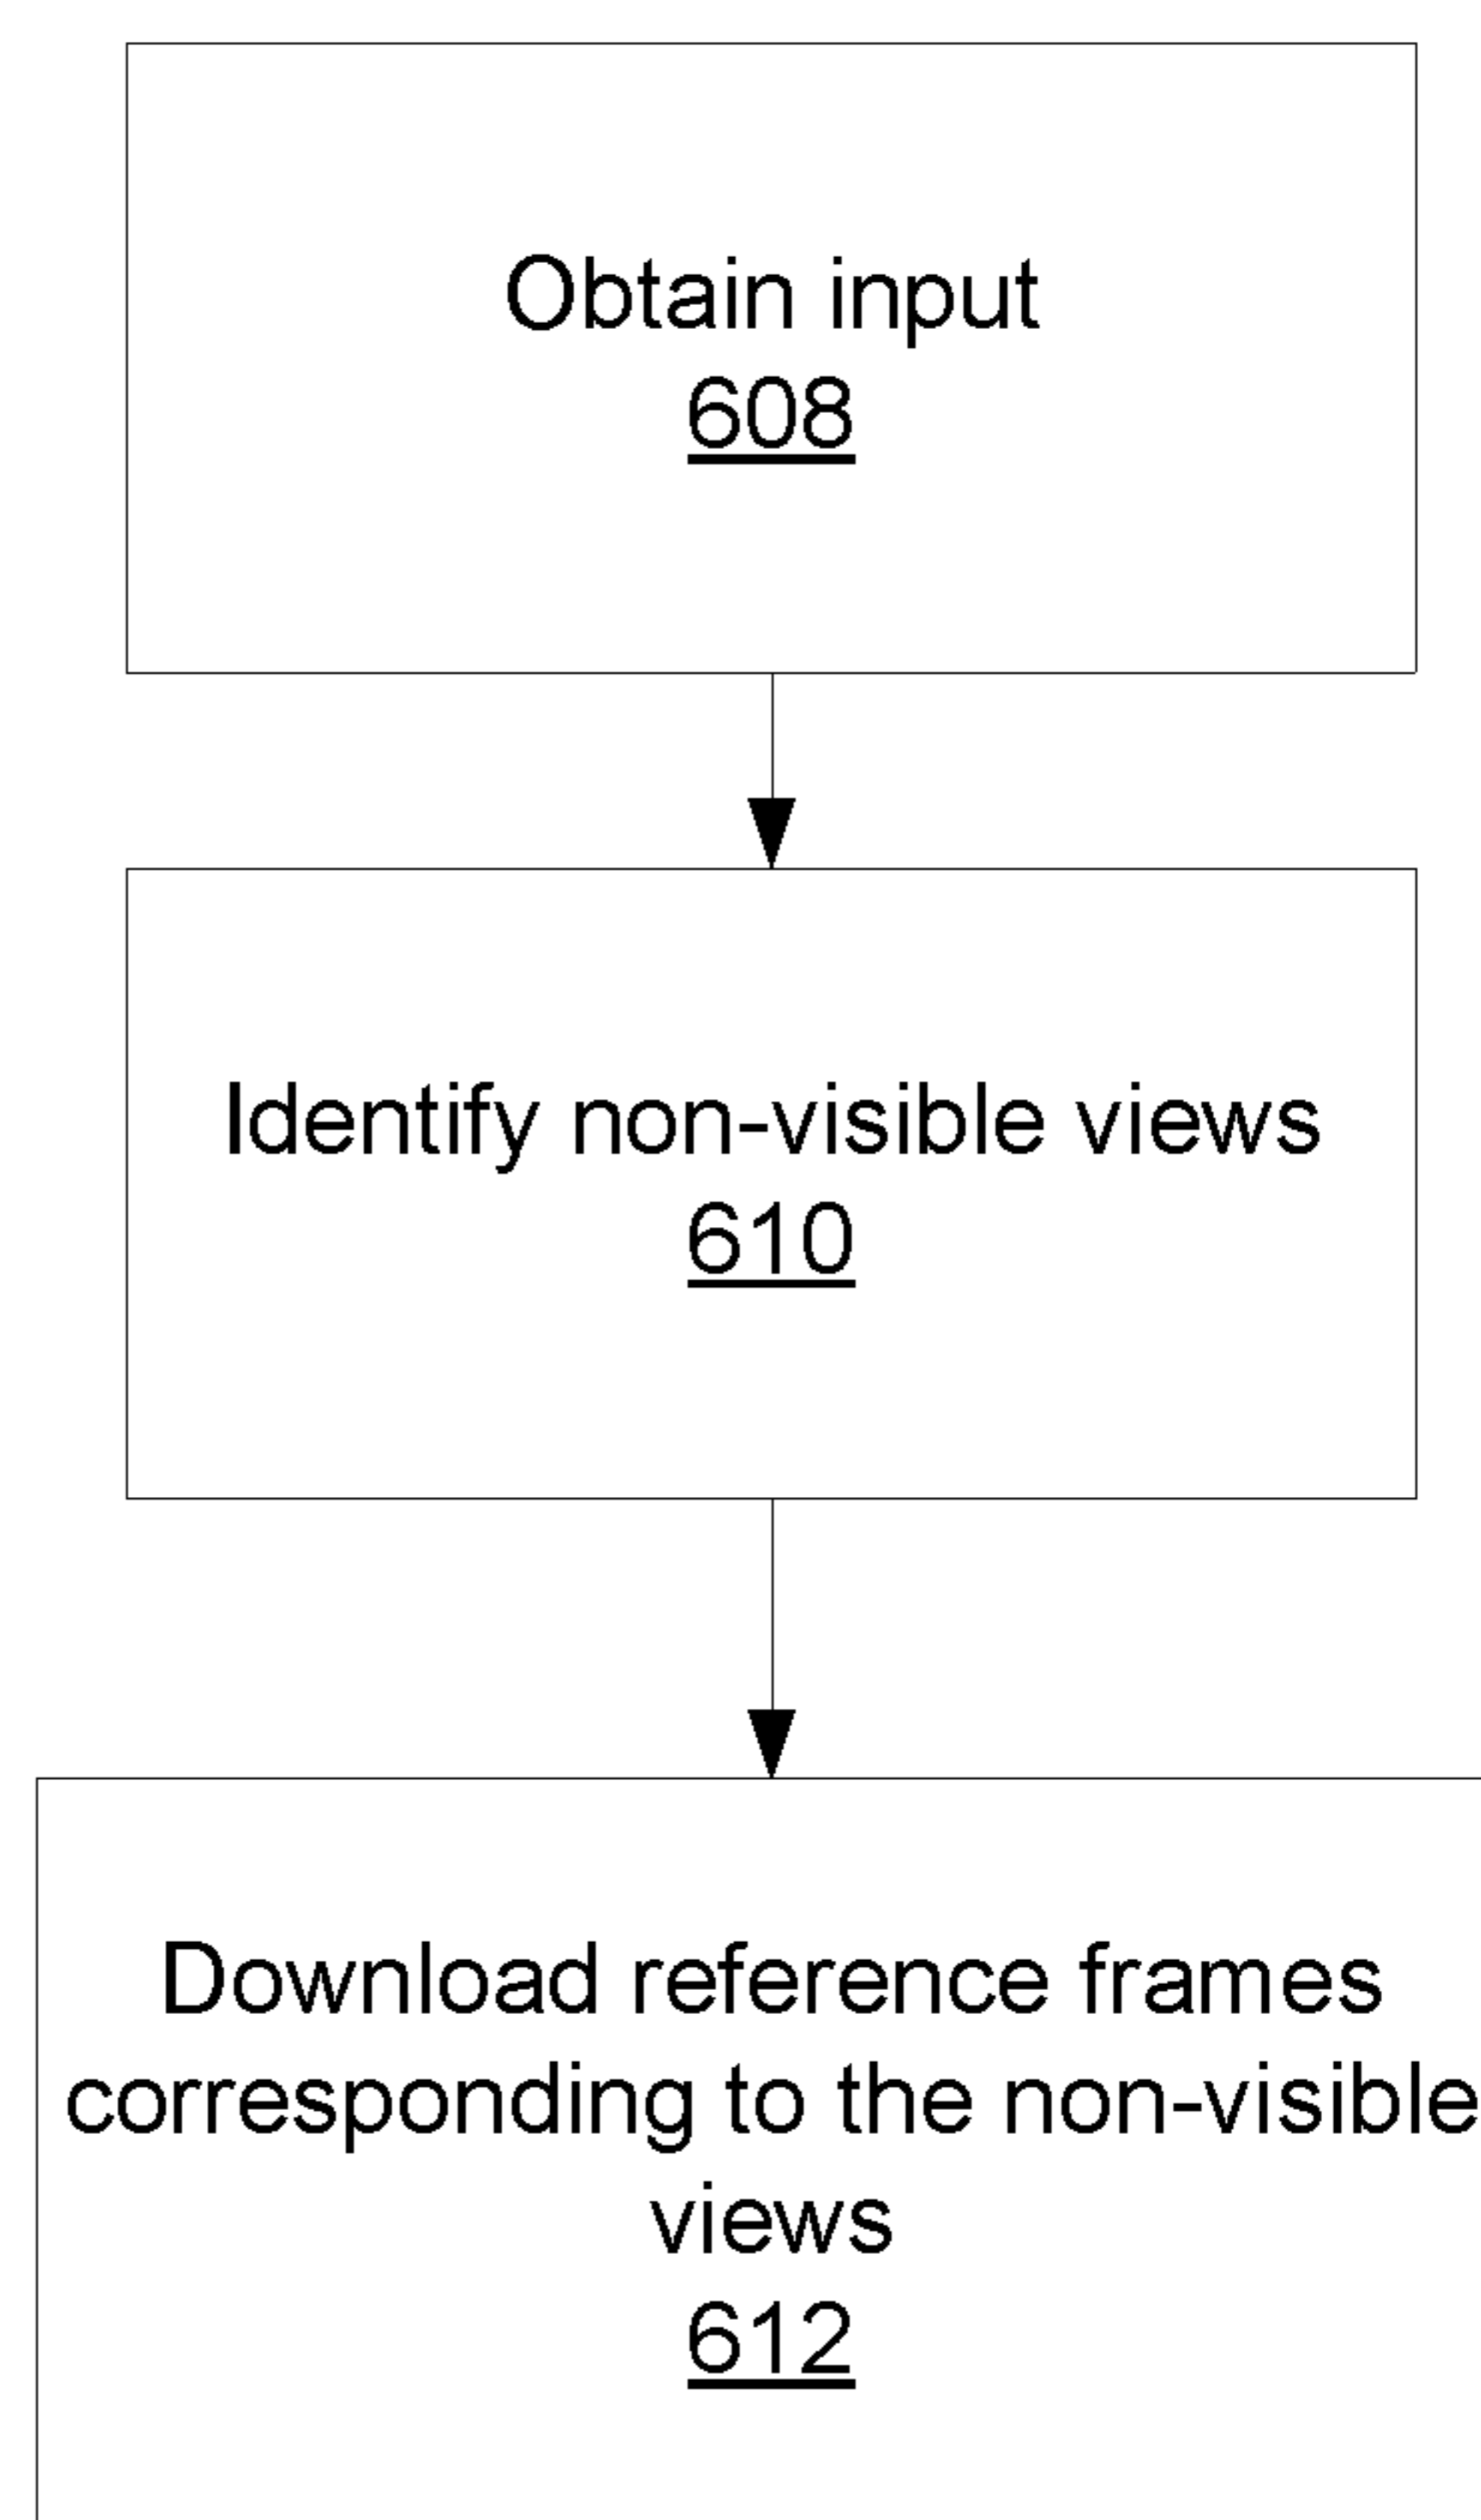 Obtain input
608
Identify non-visible views
610
Download reference frames
corresponding to the non-visible
views
612